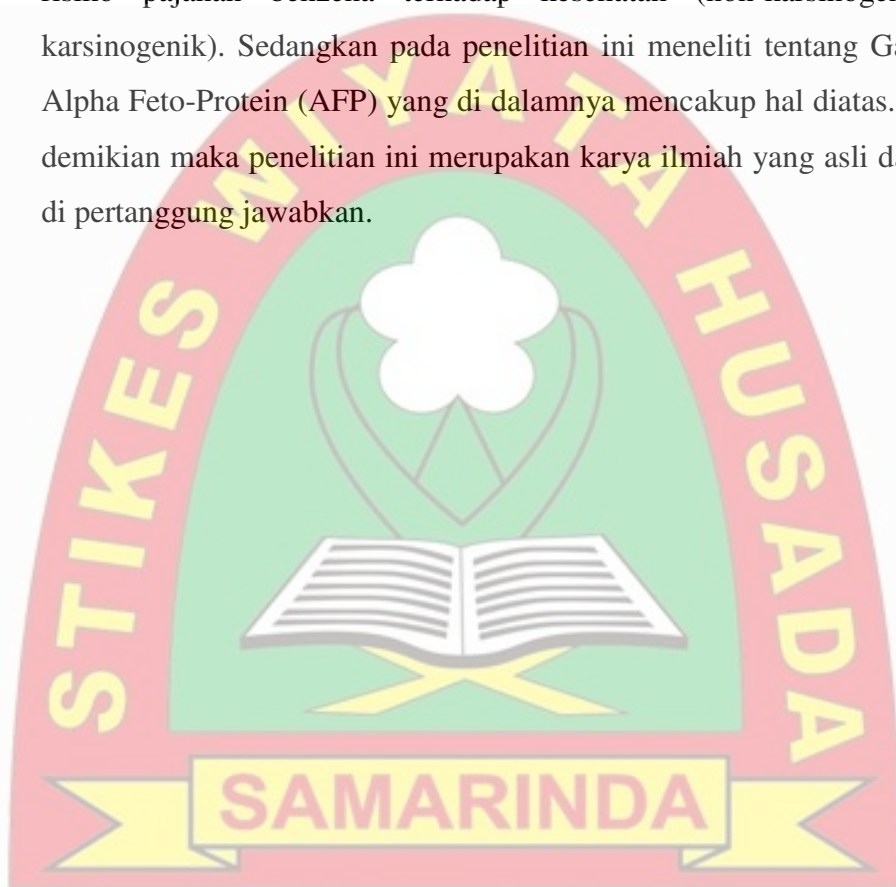 karsinogenik). Sedangkan pada penelitian ini meneliti tentang
Alpha Feto-Protein (AFP) yang di dalamnya mencakup hal diatas.
demikian maka penelitian ini merupakan karya ilmiah yang asli
di pertanggung jawabkan.
STIKES WIYATA HUSADA
SAMARINDA